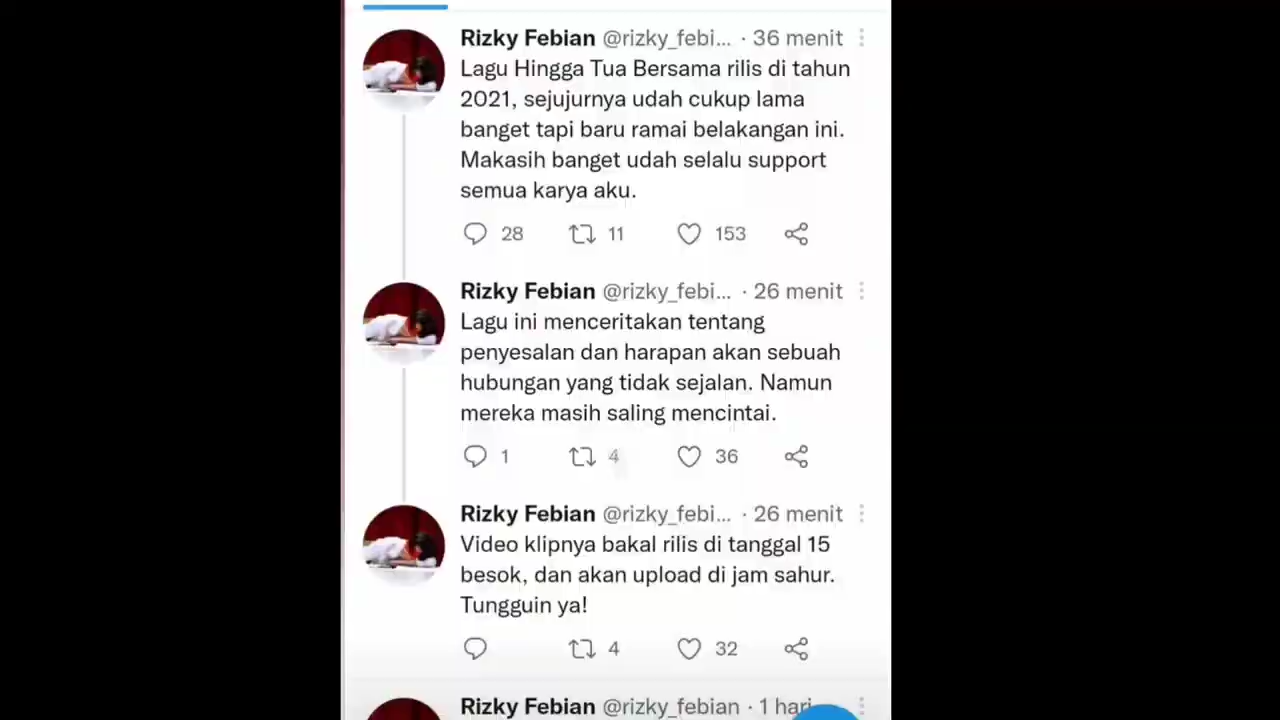 Rizky Febian @rizky_febi... · 36 menit
Lagu Hingga Tua Bersama rilis di tahun
2021, sejujurnya udah cukup lama
banget tapi baru ramai belakangan ini.
Makasih banget udah selalu support
semua karya aku.
28 11 153
Rizky Febian @rizky_febi... · 26 menit
Lagu ini menceritakan tentang
penyesalan dan harapan akan sebuah
hubungan yang tidak sejalan. Namun
mereka masih saling mencintai.
1 4 36
Rizky Febian @rizky_febi... · 26 menit
Video klipnya bakal rilis di tanggal 15
besok, dan akan upload di jam sahur.
Tungguin ya!
4 32
Rizky Febian @rizky_febian · 1 hari